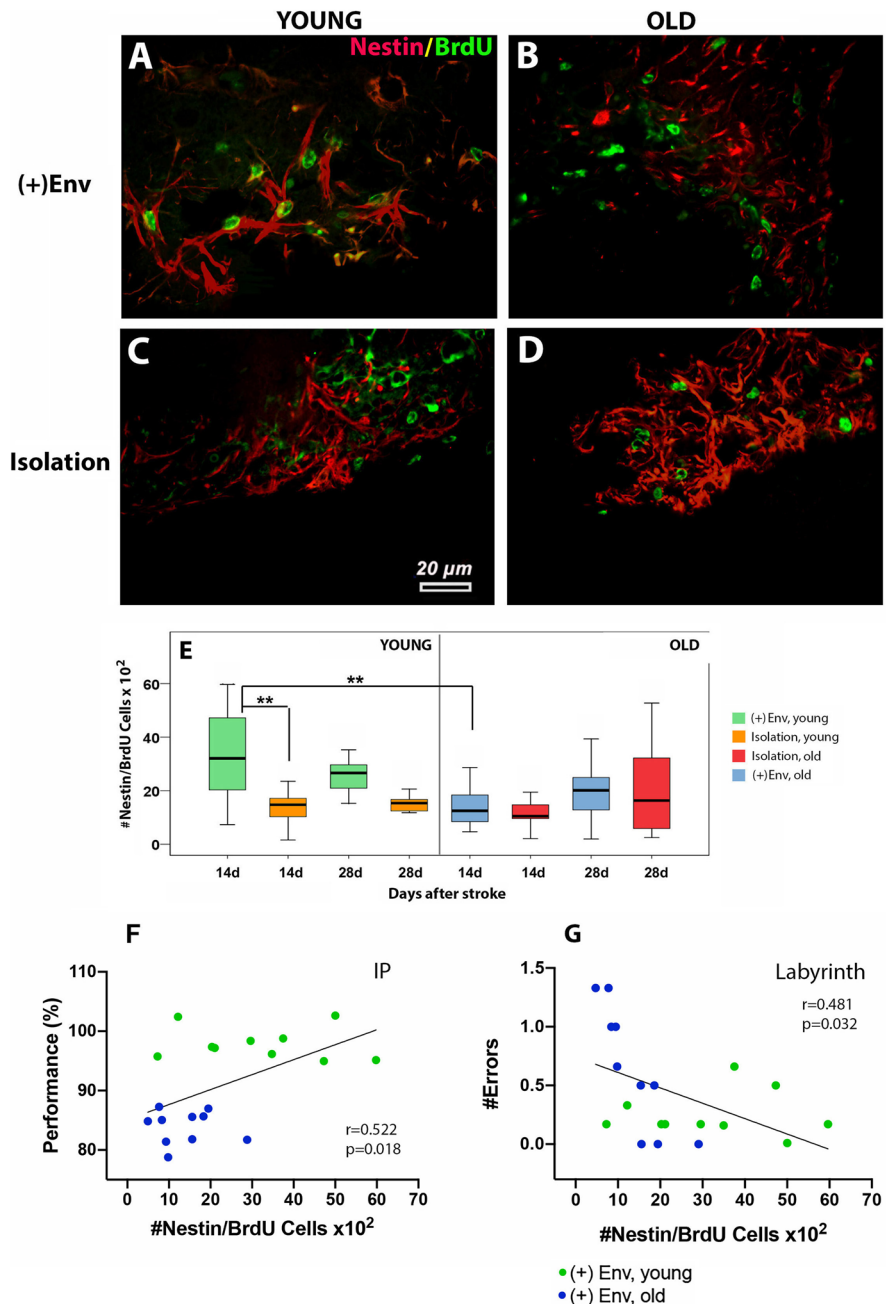 YOUNG OLD
(+)Env
A Nestin/BrdU B
Isolation
C D
20 µm
E YOUNG OLD
#Nestin/BrdU Cells x 10²
60
40
20
0
** **
14d 14d 28d 28d 14d 14d 28d 28d
Days after stroke
(+)Env, young
Isolation, young
Isolation, old
(+)Env, old
F
IP
Performance (%)
110
100
90
80
r=0.522
p=0.018
0 10 20 30 40 50 60 70
#Nestin/BrdU Cells x10²
G
Labyrinth
r=0.481
p=0.032
#Errors
1.5
1.0
0.5
0.0
0 10 20 30 40 50 60 70
#Nestin/BrdU Cells x10²
(+) Env, young
(+) Env, old